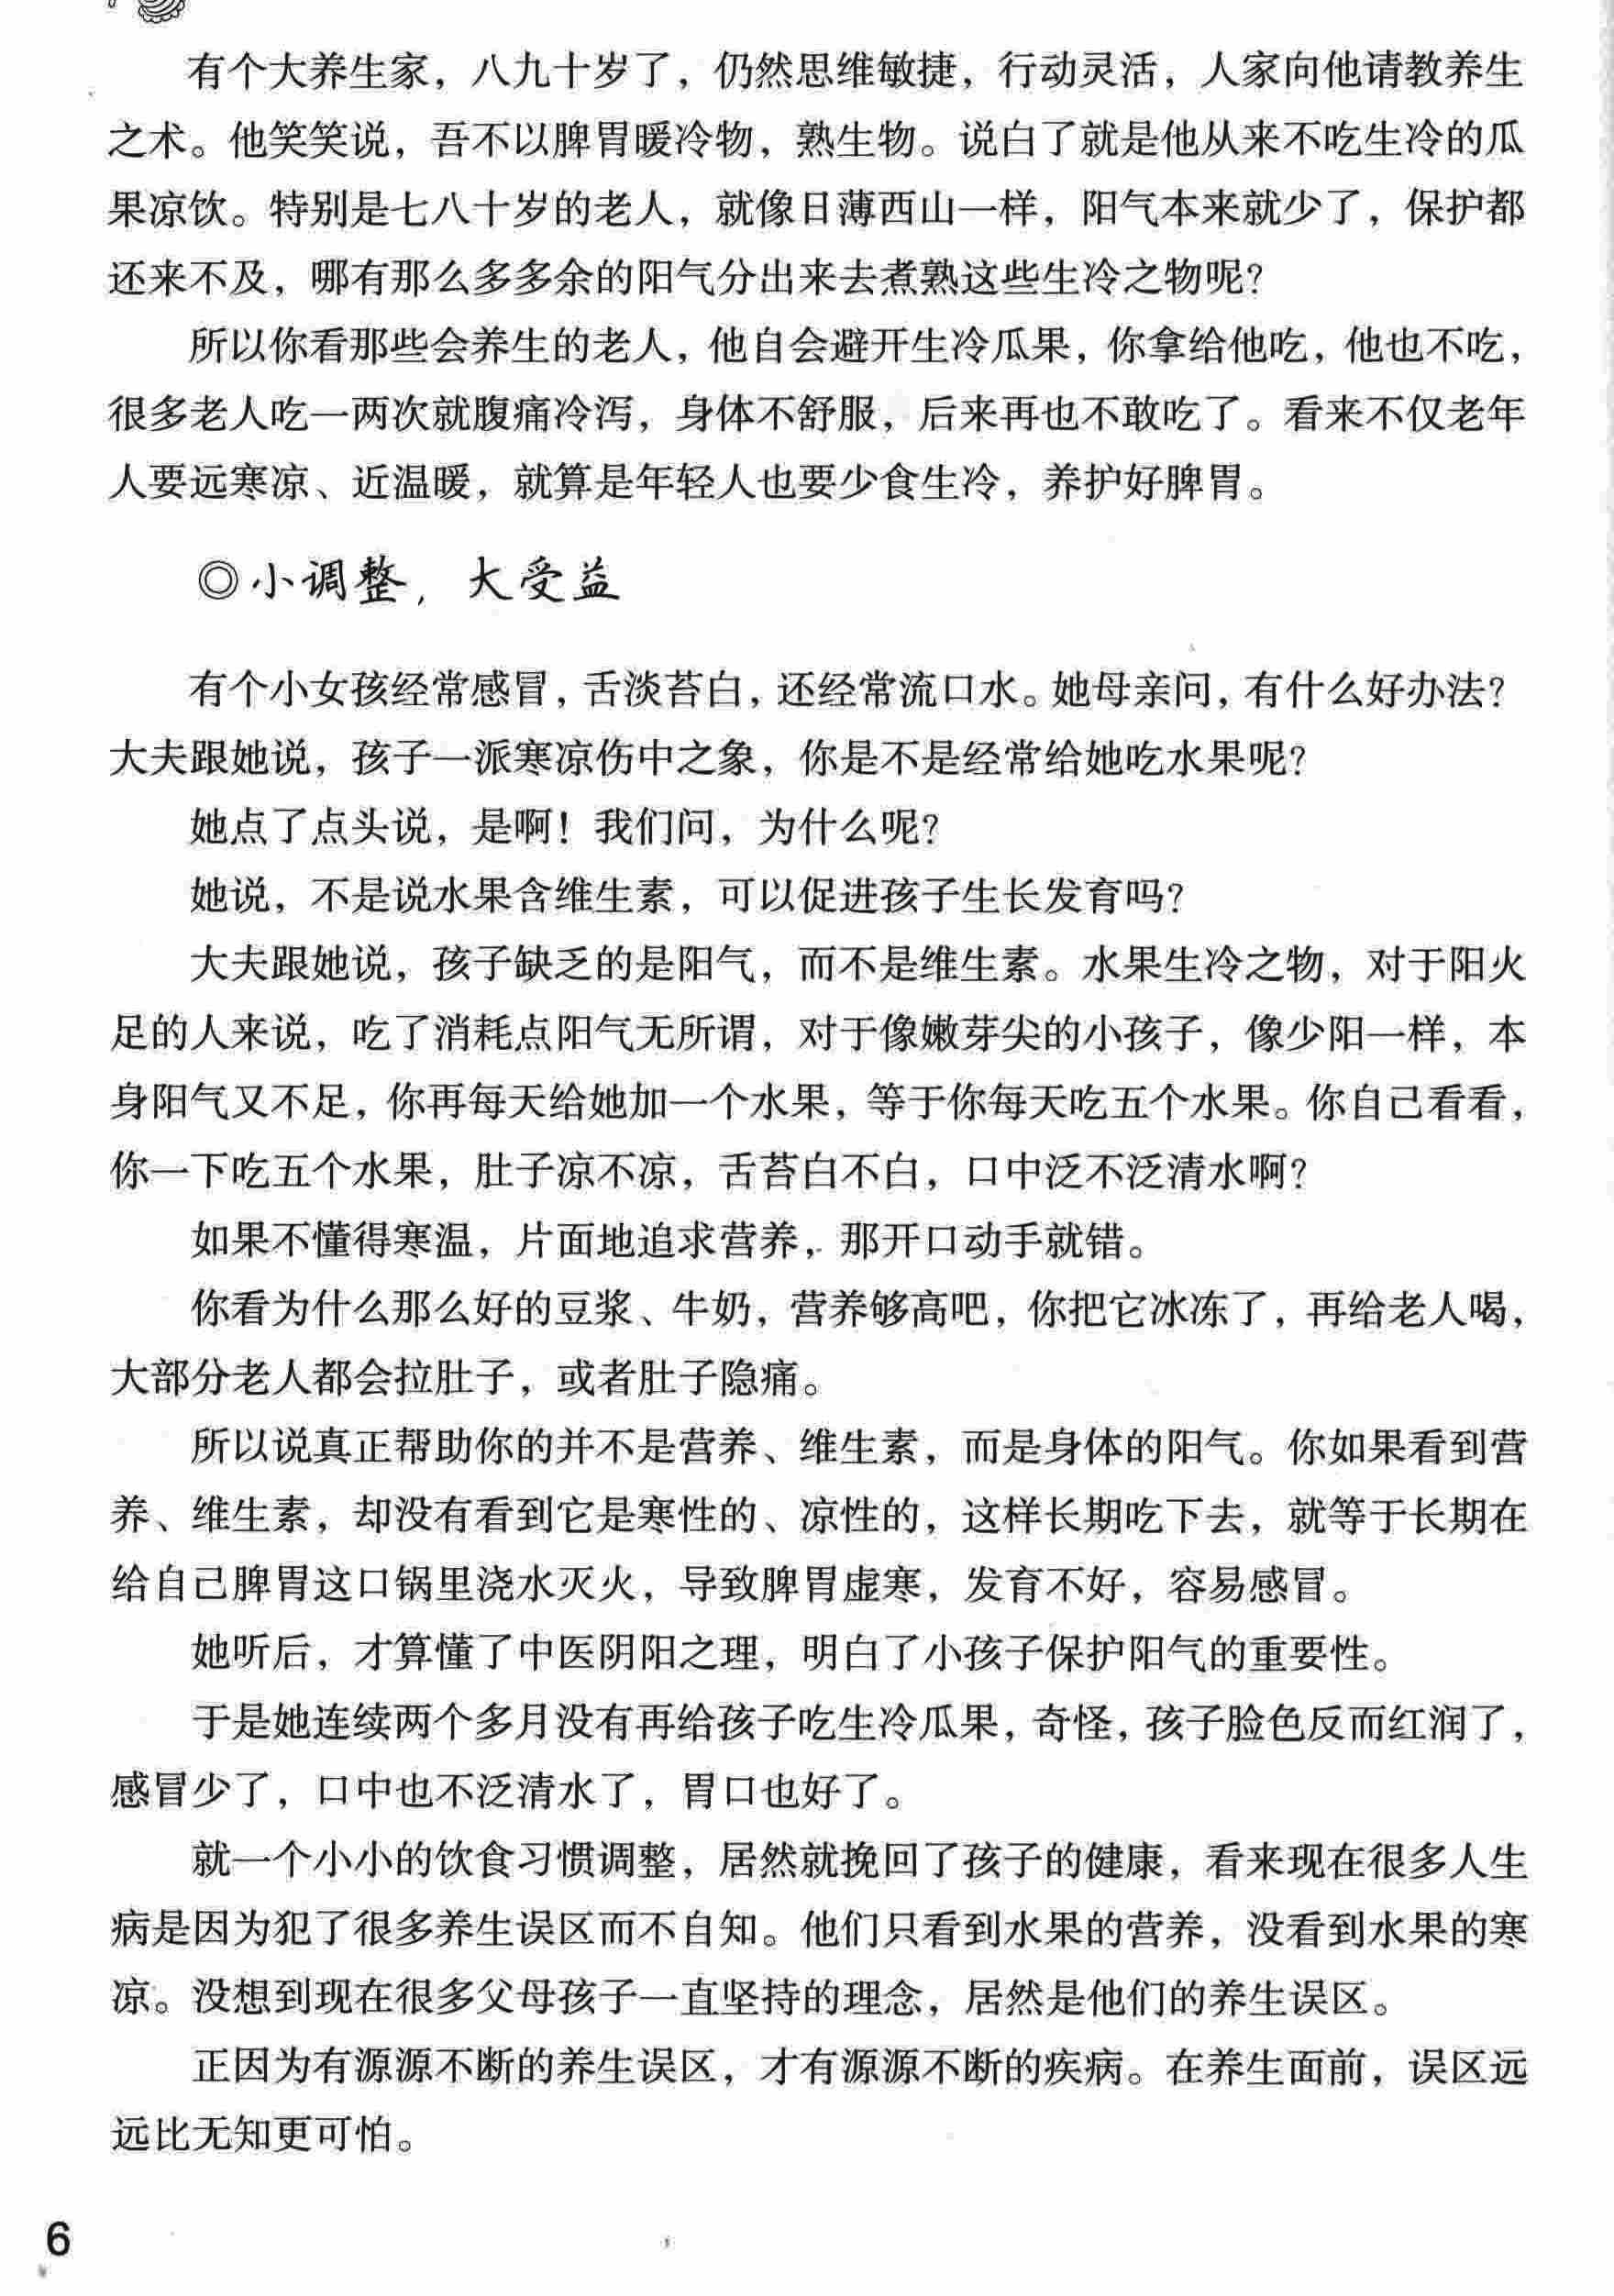 有个大养生家，八九十岁了，仍然思维敏捷，行动灵活，人家向他请教养生
之术。他笑笑说，吾不以脾胃暖冷物，熟生物。说白了就是他从来不吃生冷的瓜
果凉饮。特别是七八十岁的老人，就像日薄西山一样，阳气本来就少了，保护都
还来不及，哪有那么多多余的阳气分出来去煮熟这些生冷之物呢？
所以你看那些会养生的老人，他自会避开生冷瓜果，你拿给他吃，他也不吃，
很多老人吃一两次就腹痛冷泻，身体不舒服，后来再也不敢吃了。看来不仅老年
人要远寒凉、近温暖，就算是年轻人也要少食生冷，养护好脾胃。
◎小调整，大受益
有个小女孩经常感冒，舌淡苔白，还经常流口水。她母亲问，有什么好办法？
大夫跟她说，孩子一派寒凉伤中之象，你是不是经常给她吃水果呢？
她点了点头说，是啊！我们问，为什么呢？
她说，不是说水果含维生素，可以促进孩子生长发育吗？
大夫跟她说，孩子缺乏的是阳气，而不是维生素。水果生冷之物，对于阳火
足的人来说，吃了消耗点阳气无所谓，对于像嫩芽尖的小孩子，像少阳一样，本
身阳气又不足，你再每天给她加一个水果，等于你每天吃五个水果。你自己看看，
你一下吃五个水果，肚子凉不凉，舌苔白不白，口中泛不泛清水啊？
如果不懂得寒温，片面地追求营养，那开口动手就错。
你看为什么那么好的豆浆、牛奶，营养够高吧，你把它冰冻了，再给老人喝，
大部分老人都会拉肚子，或者肚子隐痛。
所以说真正帮助你的并不是营养、维生素，而是身体的阳气。你如果看到营
养、维生素，却没有看到它是寒性的、凉性的，这样长期吃下去，就等于长期在
给自己脾胃这口锅里浇水灭火，导致脾胃虚寒，发育不好，容易感冒。
她听后，才算懂了中医阴阳之理，明白了小孩子保护阳气的重要性。
于是她连续两个多月没有再给孩子吃生冷瓜果，奇怪，孩子脸色反而红润了，
感冒少了，口中也不泛清水了，胃口也好了。
就一个小小的饮食习惯调整，居然就挽回了孩子的健康，看来现在很多人生
病是因为犯了很多养生误区而不自知。他们只看到水果的营养，没看到水果的寒
凉。没想到现在很多父母孩子一直坚持的理念，居然是他们的养生误区。
正因为有源源不断的养生误区，才有源源不断的疾病。在养生面前，误区远
远比无知更可怕。
6